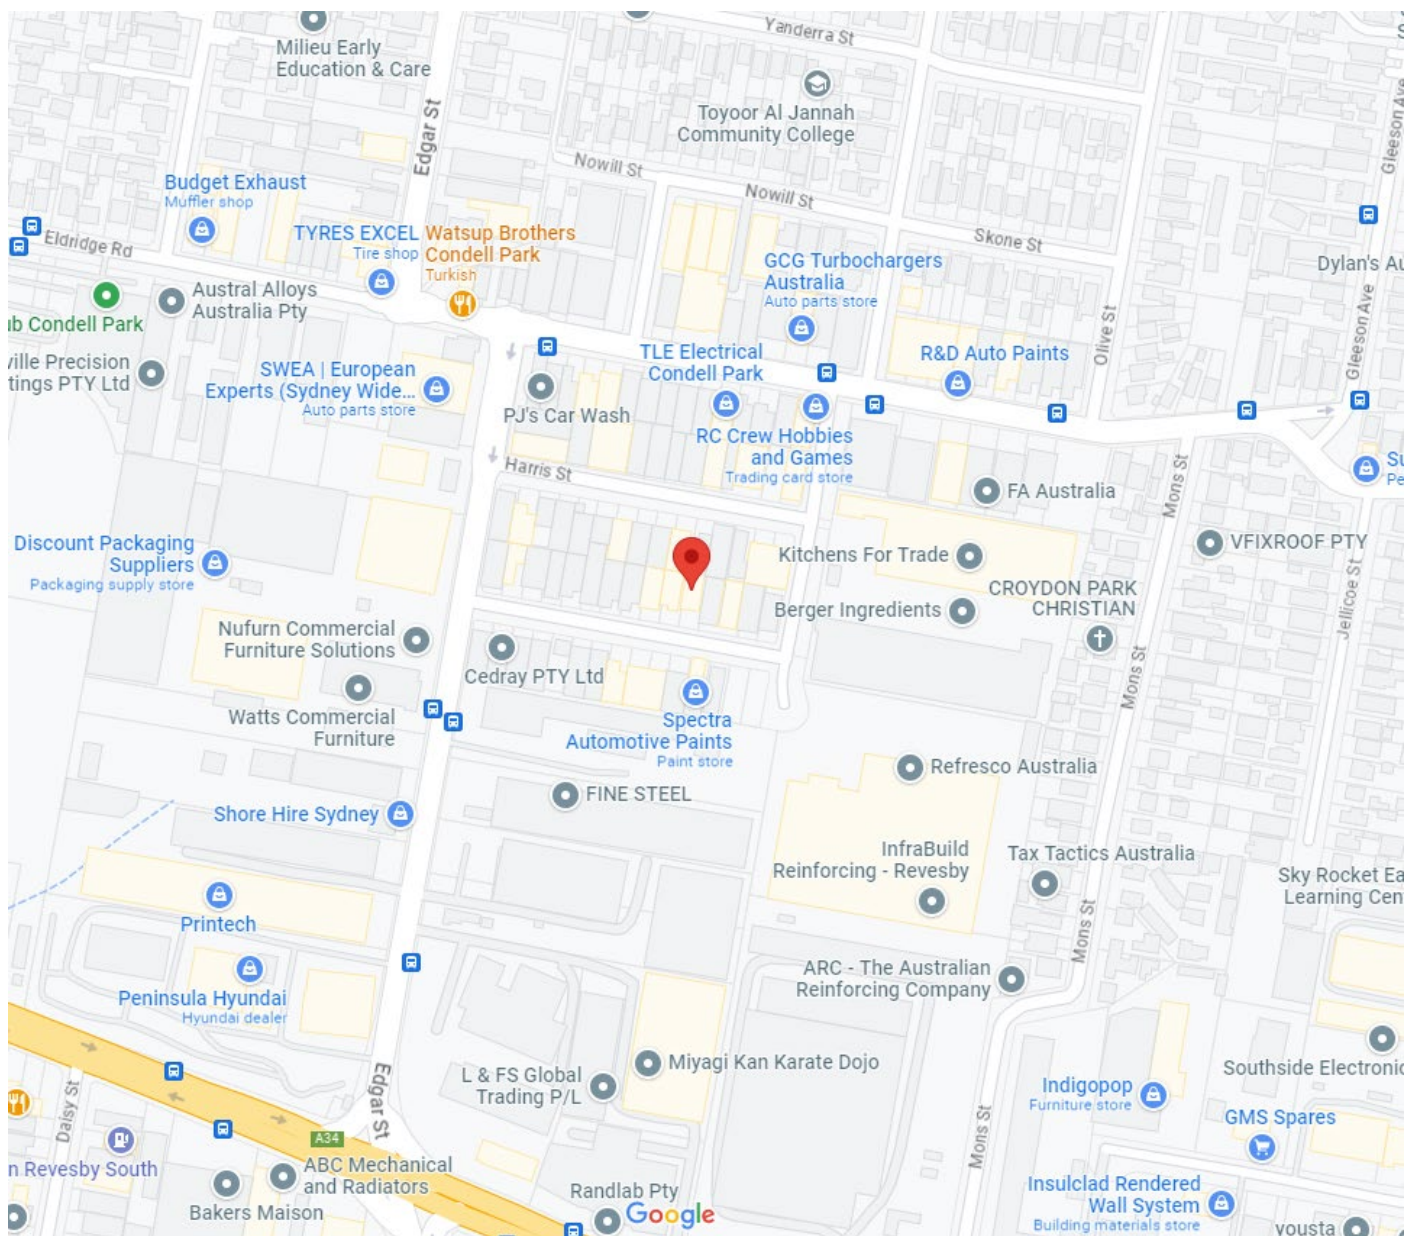 Yanderra St
Milieu Early
Education & Care
Gleeson Ave
Edgar St
Toyoor Al Jannah
Community College
Nowill St
Nowill St
Budget Exhaust
Muffler shop
Eldridge Rd
TYRES EXCEL
Tire shop
Watsup Brothers
Condell Park
Turkish
Skone St
GCG Turbochargers
Australia
Auto parts store
Dylan's Au
Austral Alloys
Australia Pty
ub Condell Park
Olive St
Gleeson Ave
ville Precision
tings PTY Ltd
SWEA | European
Experts (Sydney Wide...
Auto parts store
TLE Electrical
Condell Park
R&D Auto Paints
PJ's Car Wash
RC Crew Hobbies
and Games
Trading card store
Harris St
Mons St
Su
Pe
FA Australia
Discount Packaging
Suppliers
Packaging supply store
Kitchens For Trade
VFIXROOF PTY
CROYDON PARK
CHRISTIAN
Berger Ingredients
Jellicoe St
Nufurn Commercial
Furniture Solutions
Cedray PTY Ltd
Mons St
Watts Commercial
Furniture
Spectra
Automotive Paints
Paint store
Refresco Australia
FINE STEEL
Shore Hire Sydney
InfraBuild
Reinforcing - Revesby
Tax Tactics Australia
Sky Rocket Ea
Learning Cen
Printech
Mons St
ARC - The Australian
Reinforcing Company
Peninsula Hyundai
Hyundai dealer
Miyagi Kan Karate Dojo
L & FS Global
Trading P/L
Southside Electronic
Edgar St
Daisy St
Indigopop
Furniture store
GMS Spares
A34
Mons St
n Revesby South
ABC Mechanical
and Radiators
Bakers Maison
Randlab Pty
Google
Insulclad Rendered
Wall System
Building materials store
yousta